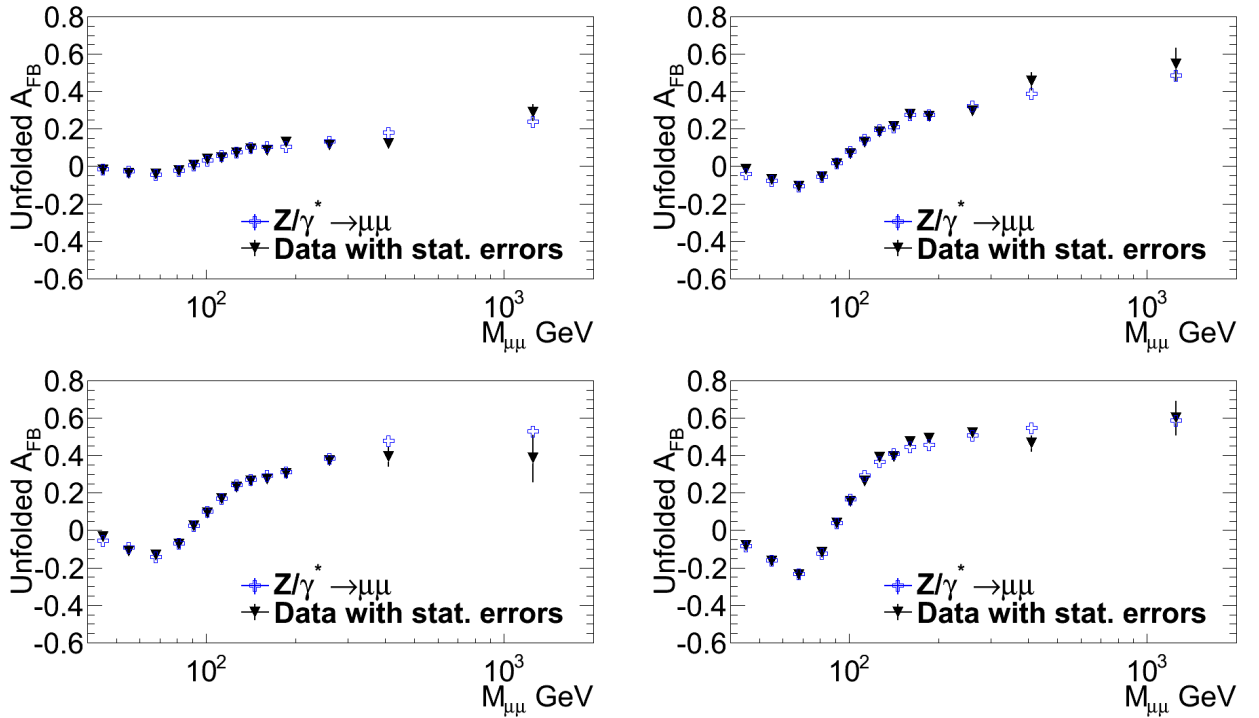 Unfolded A_FB
0.8
0.6
0.4
0.2
0
-0.2
-0.4
-0.6
Z/γ* →μμ
Data with stat. errors
10²
10³
M_μμ GeV
Unfolded A_FB
0.8
0.6
0.4
0.2
0
-0.2
-0.4
-0.6
Z/γ* →μμ
Data with stat. errors
10²
10³
M_μμ GeV
Unfolded A_FB
0.8
0.6
0.4
0.2
0
-0.2
-0.4
-0.6
Z/γ* →μμ
Data with stat. errors
10²
10³
M_μμ GeV
Unfolded A_FB
0.8
0.6
0.4
0.2
0
-0.2
-0.4
-0.6
Z/γ* →μμ
Data with stat. errors
10²
10³
M_μμ GeV